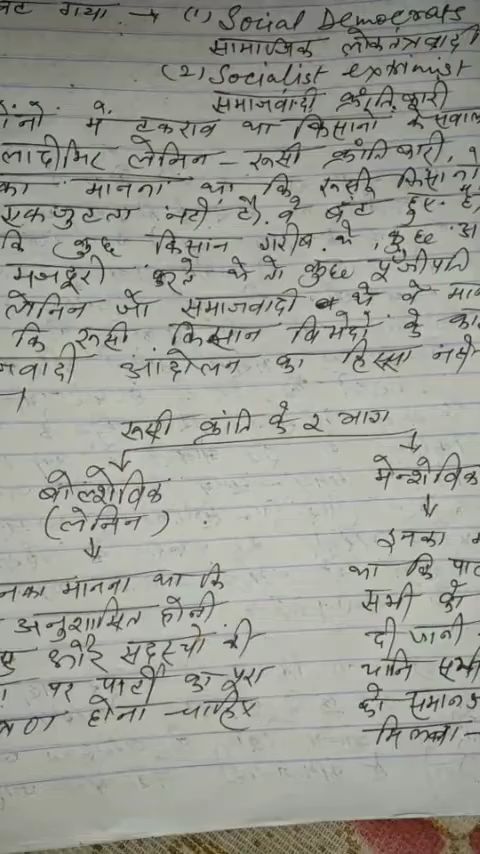 बट गया. → (1) Social Democrats
सामाजिक लोकतंत्रवादी
(2) Socialist
समाजवादी क्रांतिकारी
में टकराव था किसानों के सवाल
लादीमिर लेनिन - रूसी क्रांतिकारी,
का मानना था कि रूसी किसानो
एकजुटता नही है. वे बंटे हुए है
कि कुछ किसान गरीब थे, कुछ
मजदूरी करते थे तो कुछ पूंजीपति
लेनिन जो समाजवादी थे वे
कि रूसी किसान विभेदो के
वादी आंदोलन का हिस्सा नही
रूसी क्रांति के 2 भाग
बोल्शेविक मेन्शेविक
(लेनिन) ↓
↓ इनका
मानना था कि था कि
अनुशासित होनी सभी को
और सदस्यो की दी जानी
पर पार्टी का पूरा यानि सभी
होना चाहिए को समान
मिलना